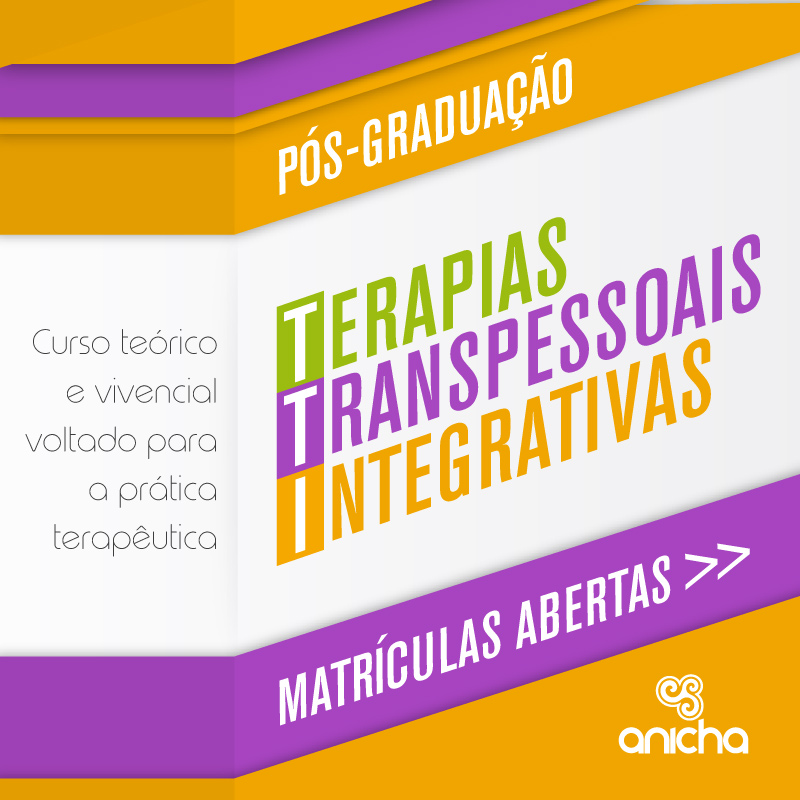 PÓS-GRADUAÇÃO
TERAPIAS
TRANSPESSOAIS
INTEGRATIVAS
Curso teórico
e vivencial
voltado para
a prática
terapêutica
MATRÍCULAS ABERTAS >>
anicha